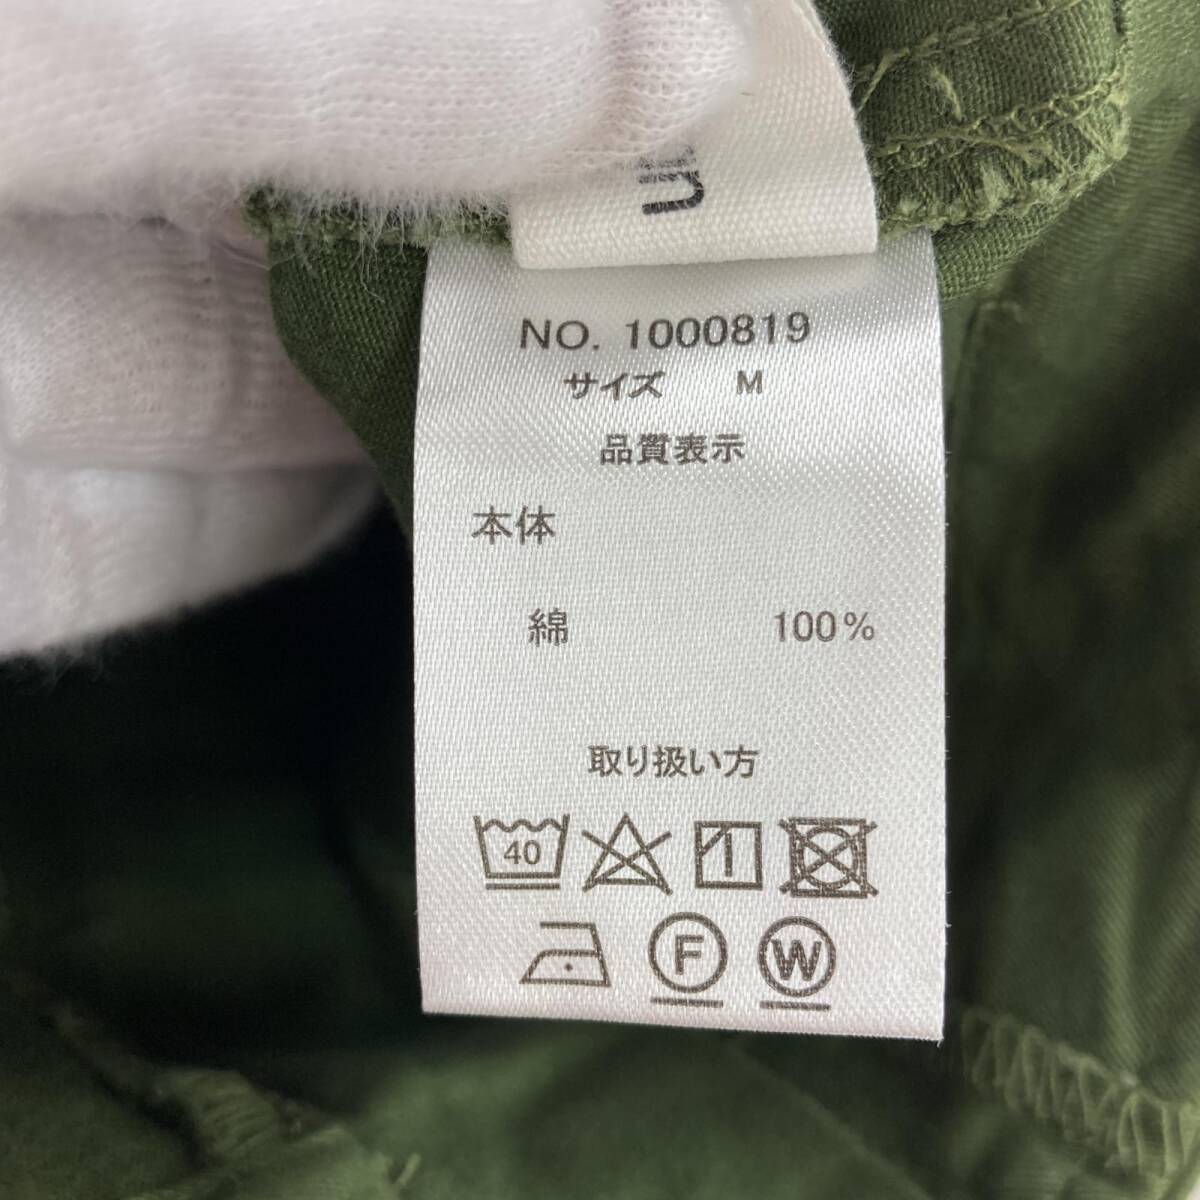 NO. 1000819
サイズ M
品質表示
本体
綿 100%
取り扱い方
40
F W